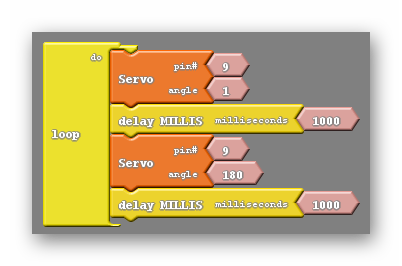 do
Servo pin# 9
angle 1
delay MILLIS milliseconds 1000
loop
Servo pin# 9
angle 180
delay MILLIS milliseconds 1000